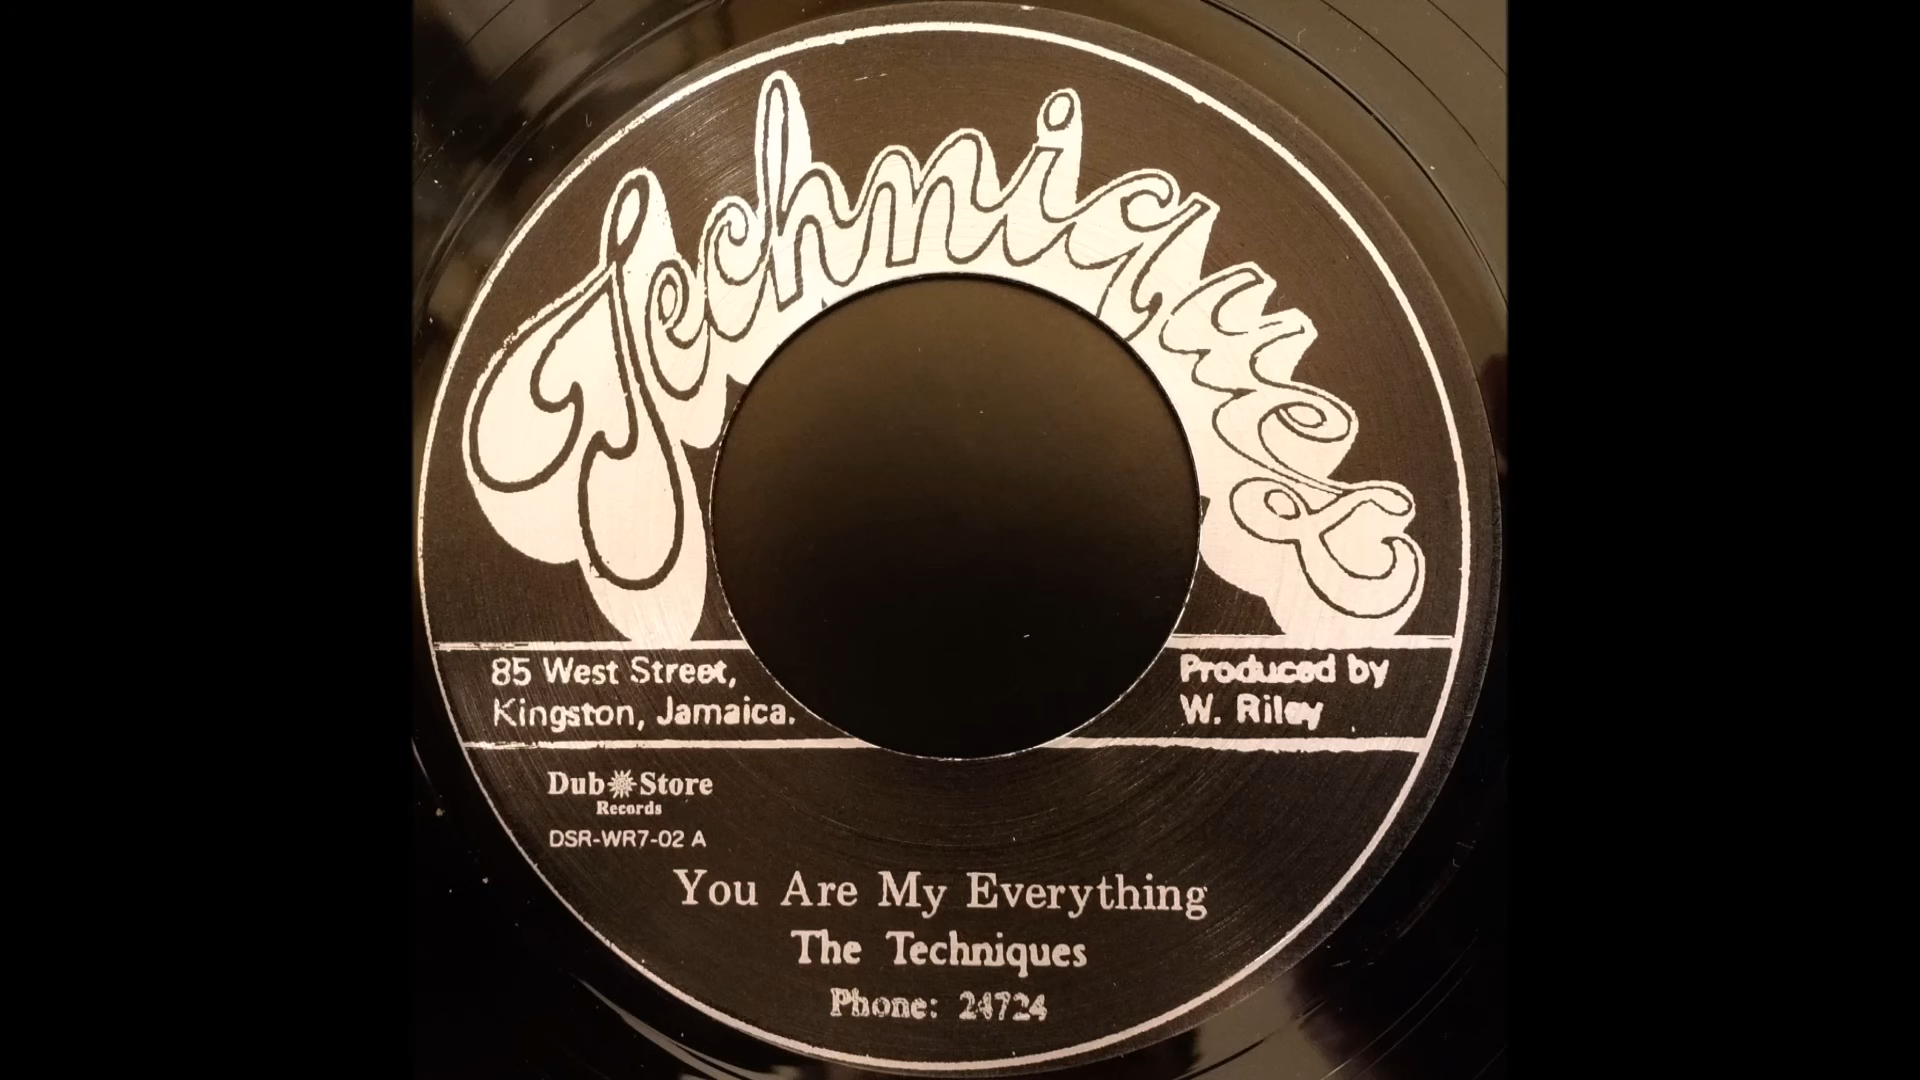 Techniques
85 West Street,
Kingston, Jamaica.
Produced by
W. Riley
Dub Store
Records
DSR-WR7-02 A
You Are My Everything
The Techniques
Phone: 24724